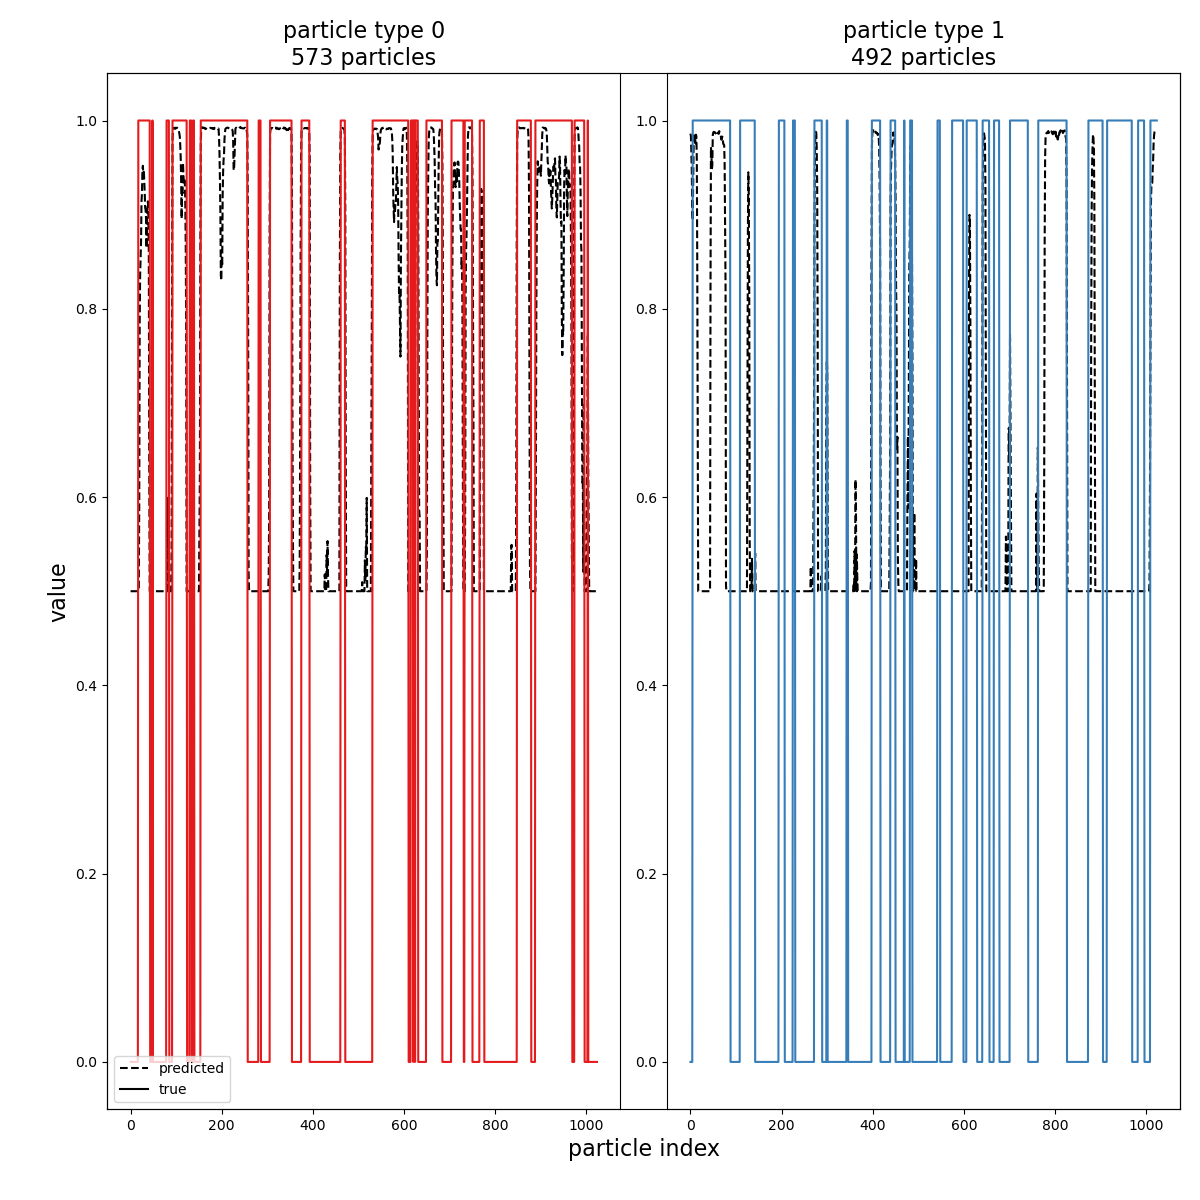 particle type 0
573 particles
particle type 1
492 particles
1.0
0.8
0.6
0.4
0.2
0.0
value
predicted
true
0 200 400 600 800 1000
1.0
0.8
0.6
0.4
0.2
0.0
0 200 400 600 800 1000
particle index